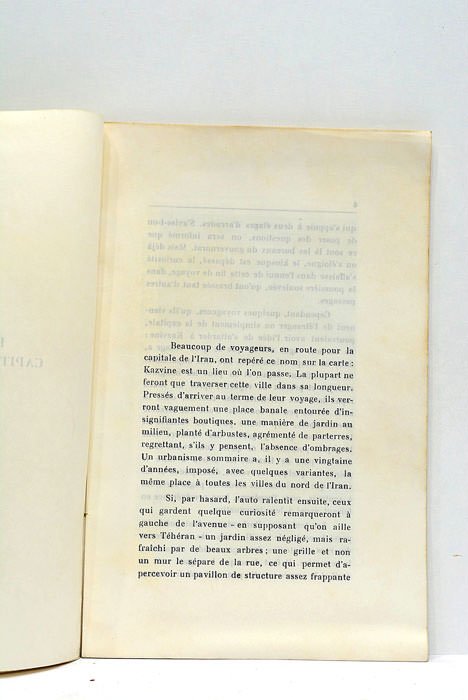 Beaucoup de voyageurs, en route pour la
capitale de l'Iran, ont repéré ce nom sur la carte :
Kazvine est un lieu où l'on passe. La plupart ne
feront que traverser cette ville dans sa longueur.
Pressés d'arriver au terme de leur voyage, ils ver-
ront vaguement une place banale entourée d'in-
signifiantes boutiques, une manière de jardin au
milieu, planté d'arbustes, agrémenté de parterres,
regrettant, s'ils y pensent, l'absence d'ombrages.
Un urbanisme sommaire a, il y a une vingtaine
d'années, imposé, avec quelques variantes, la
même place à toutes les villes du nord de l'Iran.
Si, par hasard, l'auto ralentit ensuite, ceux
qui gardent quelque curiosité remarqueront à
gauche de l'avenue - en supposant qu'on aille
vers Téhéran - un jardin assez négligé, mais ra-
fraîchi par de beaux arbres ; une grille et non
un mur le sépare de la rue, ce qui permet d'a-
percevoir un pavillon de structure assez frappante